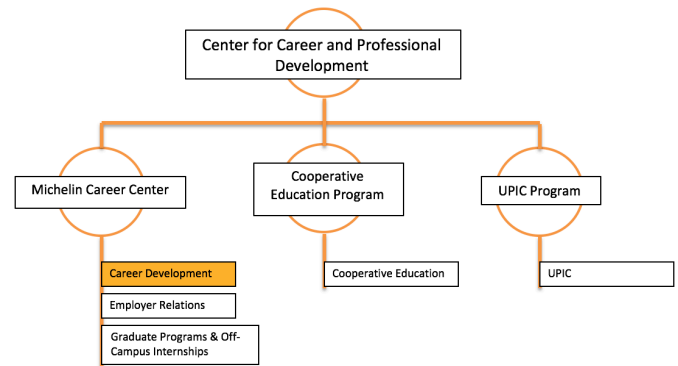 Center for Career and Professional
Development
Michelin Career Center
Cooperative
Education Program
UPIC Program
Career Development
Cooperative Education
UPIC
Employer Relations
Graduate Programs & Off-
Campus Internships